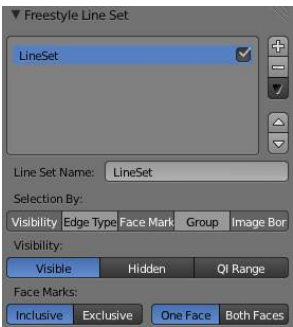 Freestyle Line Set
LineSet
Line Set Name: LineSet
Selection By:
Visibility Edge Type Face Mark Group Image Bor
Visibility:
Visible Hidden QI Range
Face Marks:
Inclusive Exclusive One Face Both Faces